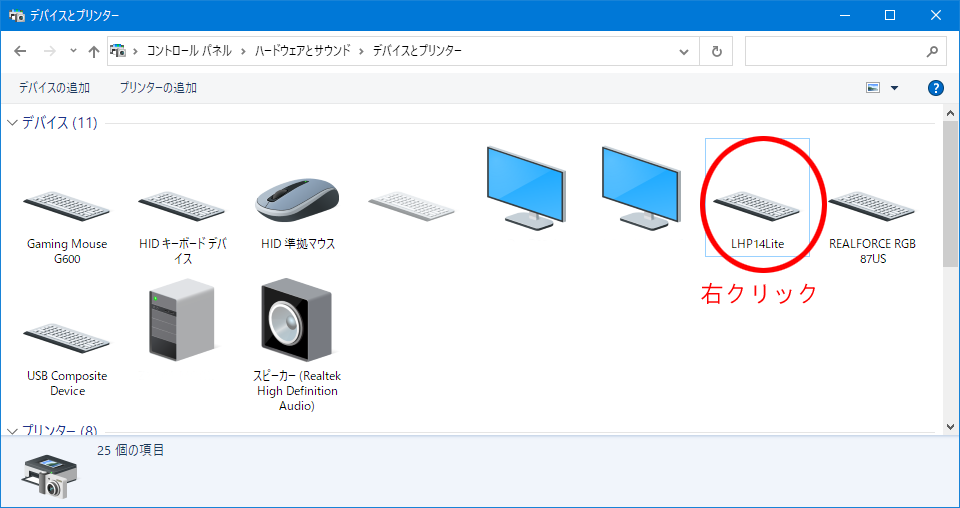 デバイスとプリンター
コントロール パネル
ハードウェアとサウンド
デバイスとプリンター
デバイスの追加
プリンターの追加
?
デバイス (11)
Gaming Mouse
G600
HID キーボード デバ
イス
HID 準拠マウス
LHP14Lite
REALFORCE RGB
87US
右クリック
USB Composite
Device
スピーカー (Realtek
High Definition
Audio)
プリンター (8)
25 個の項目